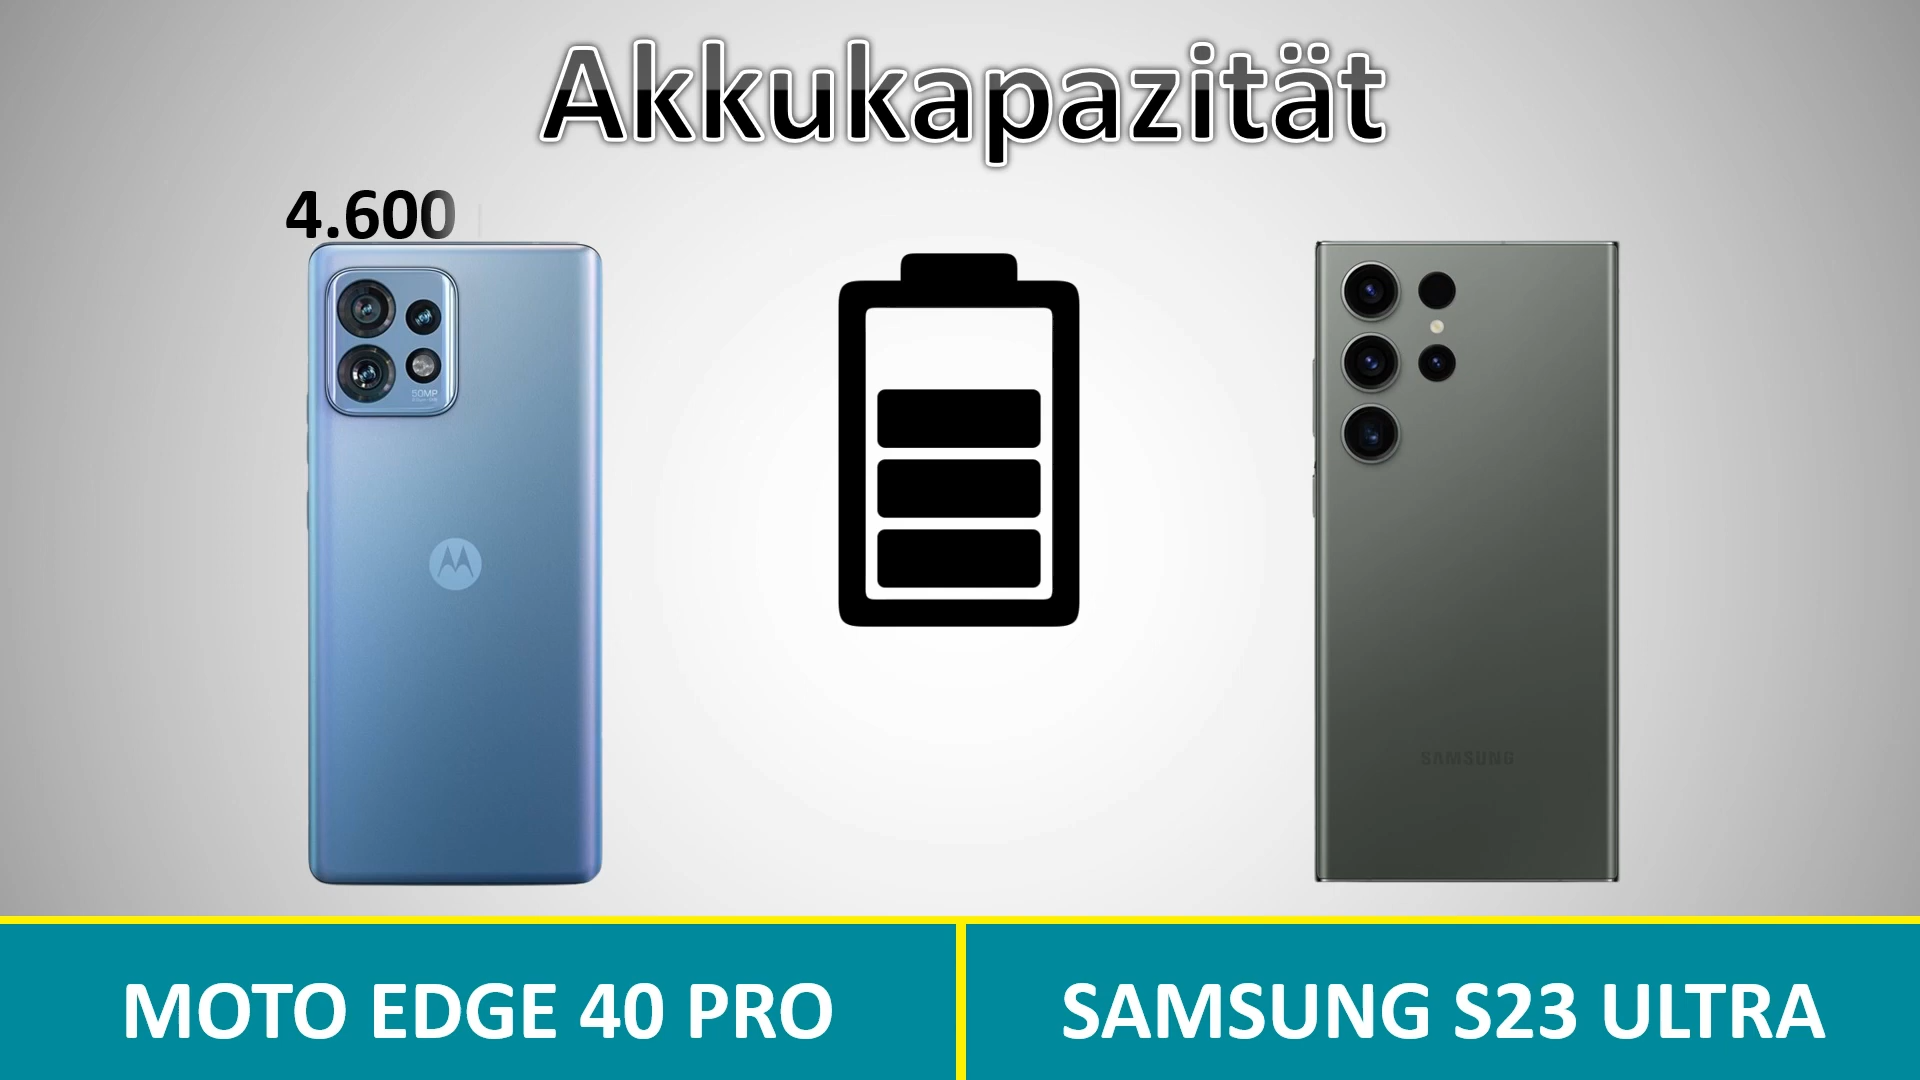 Akkukapazität
4.600
50MP
SAMSUNG
MOTO EDGE 40 PRO
SAMSUNG S23 ULTRA